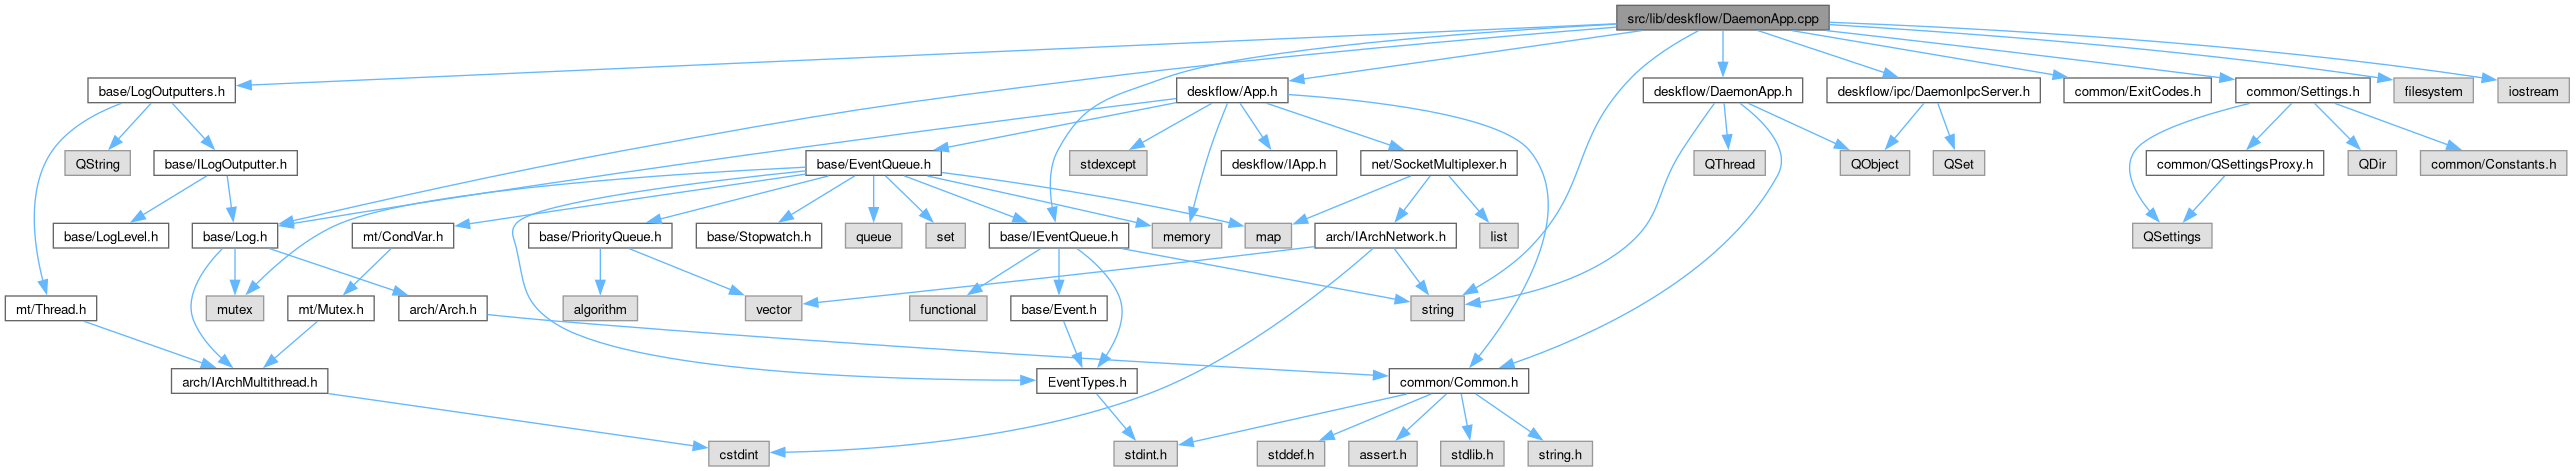 src/lib/deskflow/DaemonApp.cpp
base/LogOutputters.h
deskflow/App.h
deskflow/DaemonApp.h
deskflow/ipc/DaemonIpcServer.h
common/ExitCodes.h
common/Settings.h
filesystem
iostream
QString
base/ILogOutputter.h
base/EventQueue.h
stdexcept
deskflow/IApp.h
net/SocketMultiplexer.h
QThread
QObject
QSet
common/QSettingsProxy.h
QDir
common/Constants.h
base/LogLevel.h
base/Log.h
mt/CondVar.h
base/PriorityQueue.h
base/Stopwatch.h
queue
set
base/IEventQueue.h
memory
map
arch/IArchNetwork.h
list
QSettings
mt/Thread.h
mutex
mt/Mutex.h
arch/Arch.h
algorithm
vector
functional
base/Event.h
string
arch/IArchMultithread.h
EventTypes.h
common/Common.h
cstdint
stdint.h
stddef.h
assert.h
stdlib.h
string.h